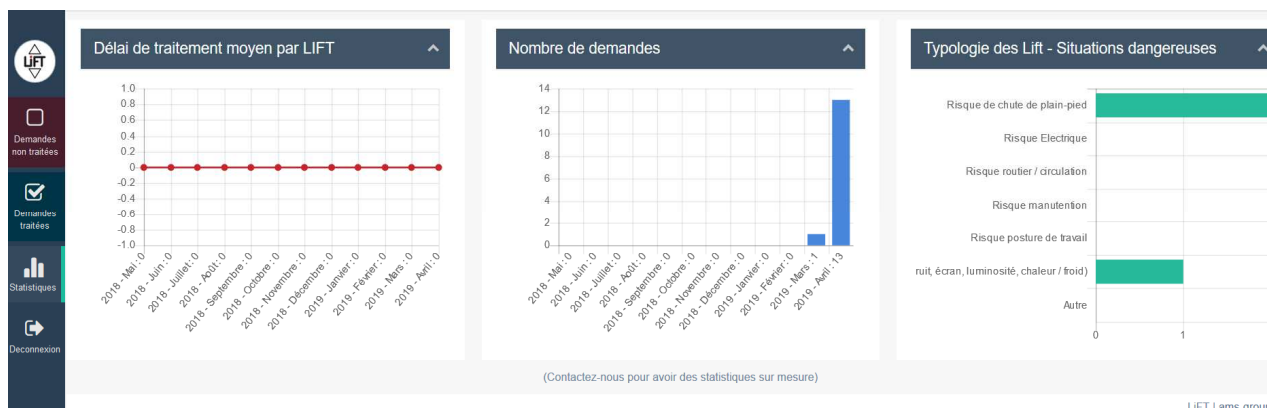 LiFT
Demandes
non traitées
Demandes
traitées
Statistiques
Deconnexion
Délai de traitement moyen par LIFT
1.0
0.8
0.6
0.4
0.2
0
-0.2
-0.4
-0.6
-0.8
-1.0
2018 - Mai : 0
2018 - Juin : 0
2018 - Juillet : 0
2018 - Août : 0
2018 - Septembre : 0
2018 - Octobre : 0
2018 - Novembre : 0
2018 - Décembre : 0
2019 - Janvier : 0
2019 - Février : 0
2019 - Mars : 0
2019 - Avril : 0
Nombre de demandes
14
12
10
8
6
4
2
0
2018 - Mai : 0
2018 - Juin : 0
2018 - Juillet : 0
2018 - Août : 0
2018 - Septembre : 0
2018 - Octobre : 0
2018 - Novembre : 0
2018 - Décembre : 0
2019 - Janvier : 0
2019 - Février : 0
2019 - Mars : 1
2019 - Avril : 13
Typologie des Lift - Situations dangereuses
Risque de chute de plain-pied
Risque Electrique
Risque routier / circulation
Risque manutention
Risque posture de travail
ruit, écran, luminosité, chaleur / froid)
Autre
0
1
(Contactez-nous pour avoir des statistiques sur mesure)
LiFT Lams group